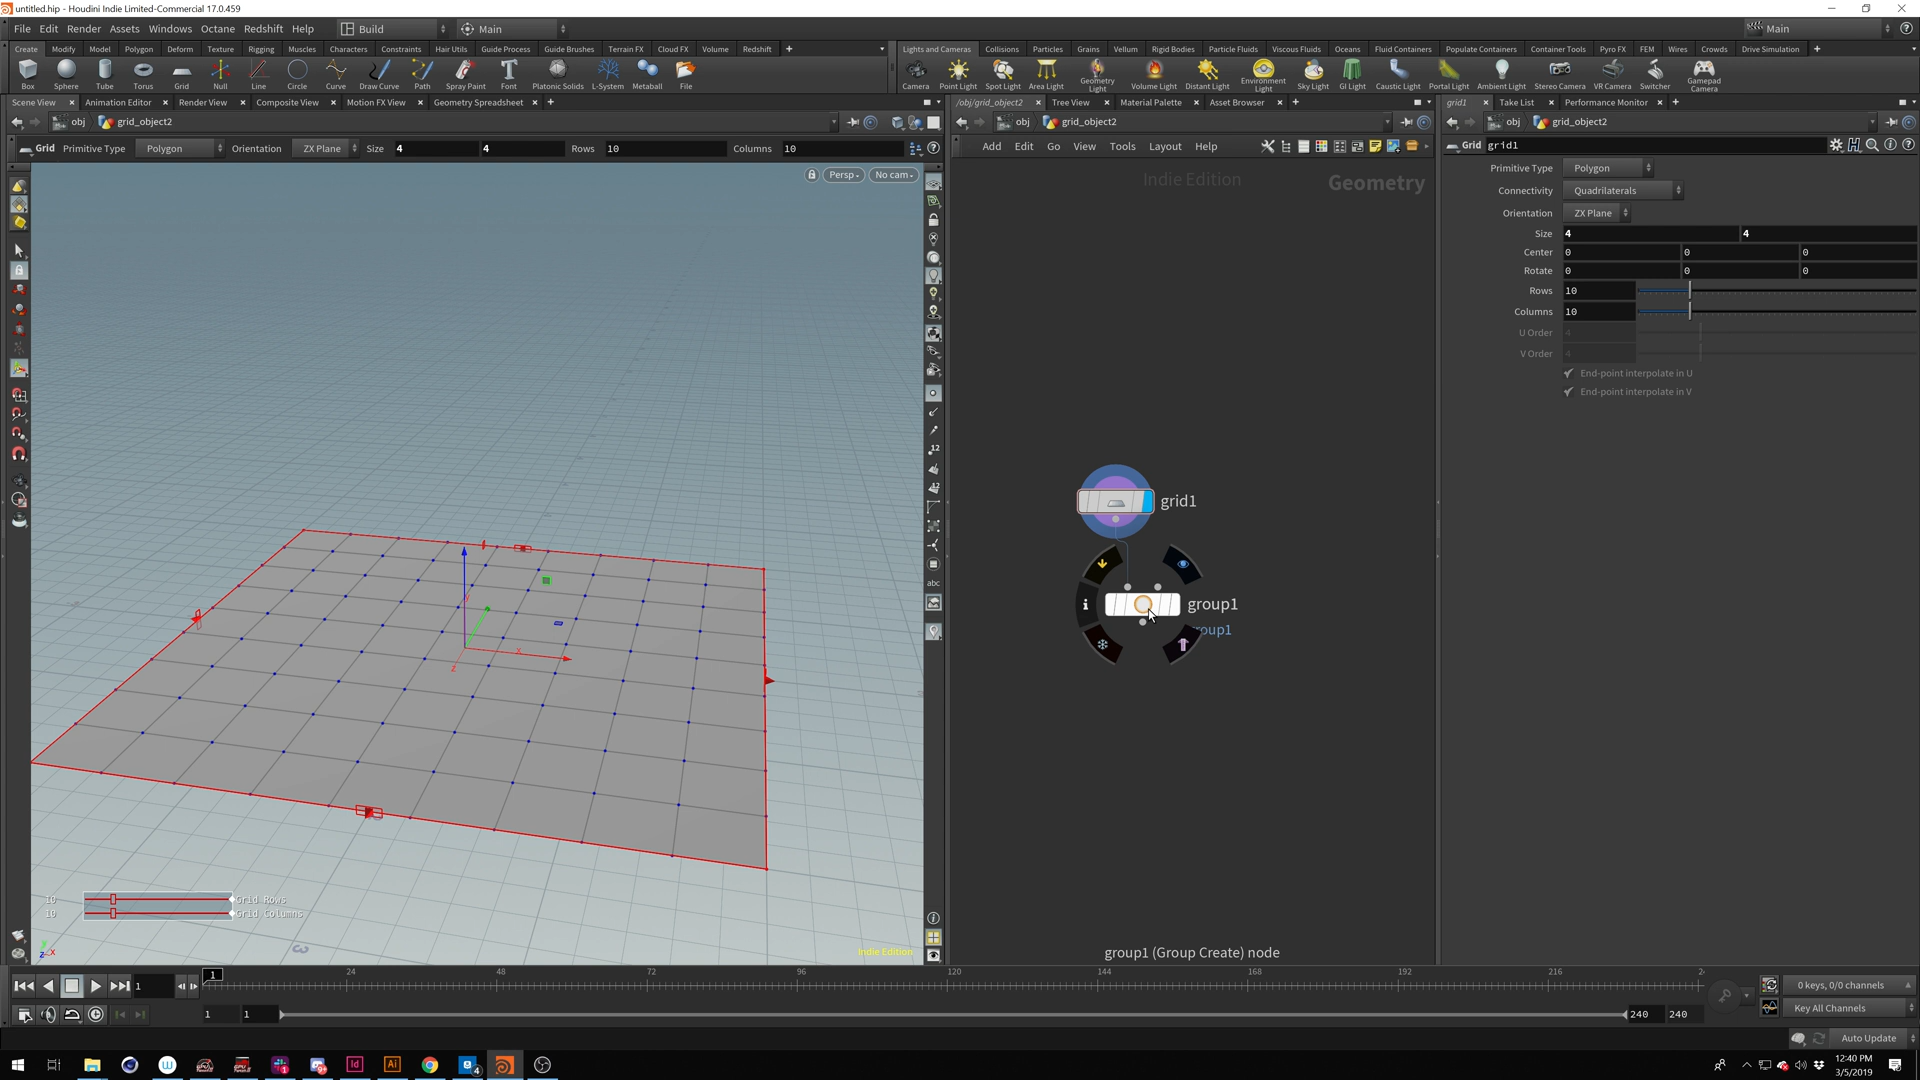 untitled.hip - Houdini Indie Limited-Commercial 17.0.459
File Edit Render Assets Windows Octane Redshift Help Build Main Main
Create Modify Model Polygon Deform Texture Rigging Muscles Characters Constraints Hair Utils Guide Process Guide Brushes Terrain FX Cloud FX Volume Redshift
Lights and Cameras Collisions Particles Grains Vellum Rigid Bodies Particle Fluids Viscous Fluids Oceans Fluid Containers Populate Containers Container Tools Pyro FX FEM Wires Crowds Drive Simulation
Box Sphere Tube Torus Grid Null Line Circle Curve Draw Curve Path Spray Paint Font Platonic Solids L-System Metaball File
Camera Point Light Spot Light Area Light Geometry Light Volume Light Distant Light Environment Light Sky Light GI Light Caustic Light Portal Light Ambient Light Stereo Camera VR Camera Switcher Gamepad Camera
Scene View Animation Editor Render View Composite View Motion FX View Geometry Spreadsheet
/obj/grid_object2 Tree View Material Palette Asset Browser
grid1 Take List Performance Monitor
obj grid_object2
obj grid_object2
obj grid_object2
Grid Primitive Type Polygon Orientation ZX Plane Size 4 4 Rows 10 Columns 10
Add Edit Go View Tools Layout Help
Grid grid1
Persp No cam
Indie Edition Geometry
Primitive Type Polygon
Connectivity Quadrilaterals
Orientation ZX Plane
Size 4 4
Center 0 0 0
Rotate 0 0 0
Rows 10
Columns 10
U Order 4
V Order 4
End-point interpolate in U
End-point interpolate in V
12
12
abc
grid1
group1
roup1
x
z
10 Grid Rows
10 Grid Columns
3
Indie Edition
group1 (Group Create) node
1 1 24 48 72 96 120 144 168 192 216
0 keys, 0/0 channels
1 1 240 240
Key All Channels
Auto Update
12:40 PM
3/5/2019